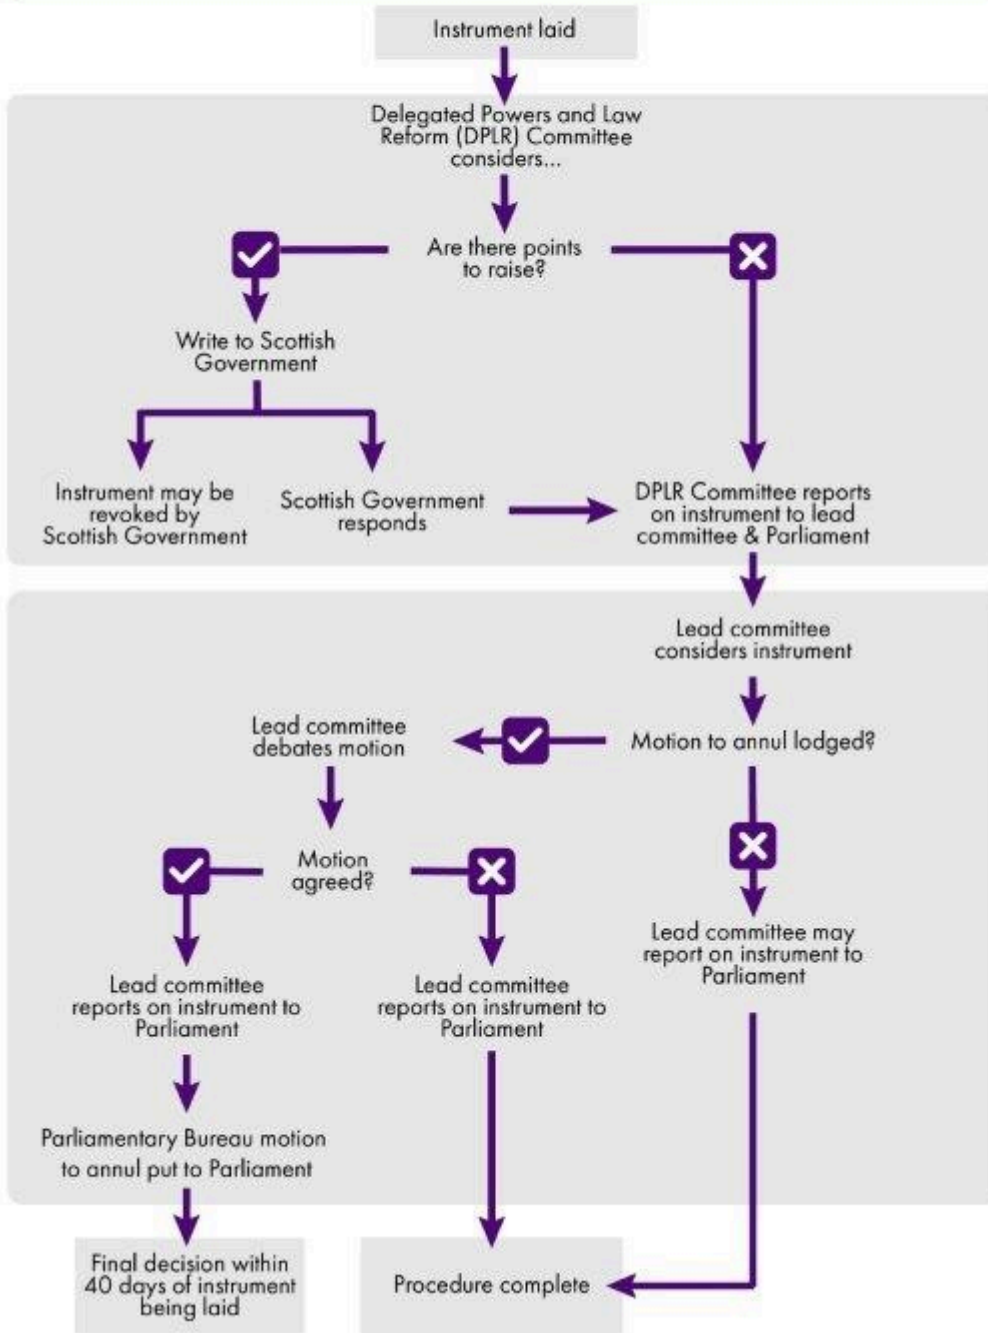 Instrument laid
Delegated Powers and Law
Reform (DPLR) Committee
considers...
Are there points
to raise?
Write to Scottish
Government
Instrument may be
revoked by
Scottish Government
Scottish Government
responds
DPLR Committee reports
on instrument to lead
committee & Parliament
Lead committee
considers instrument
Motion to annul lodged?
Lead committee
debates motion
Motion
agreed?
Lead committee may
report on instrument to
Parliament
Lead committee
reports on instrument to
Parliament
Lead committee
reports on instrument to
Parliament
Parliamentary Bureau motion
to annul put to Parliament
Final decision within
40 days of instrument
being laid
Procedure complete